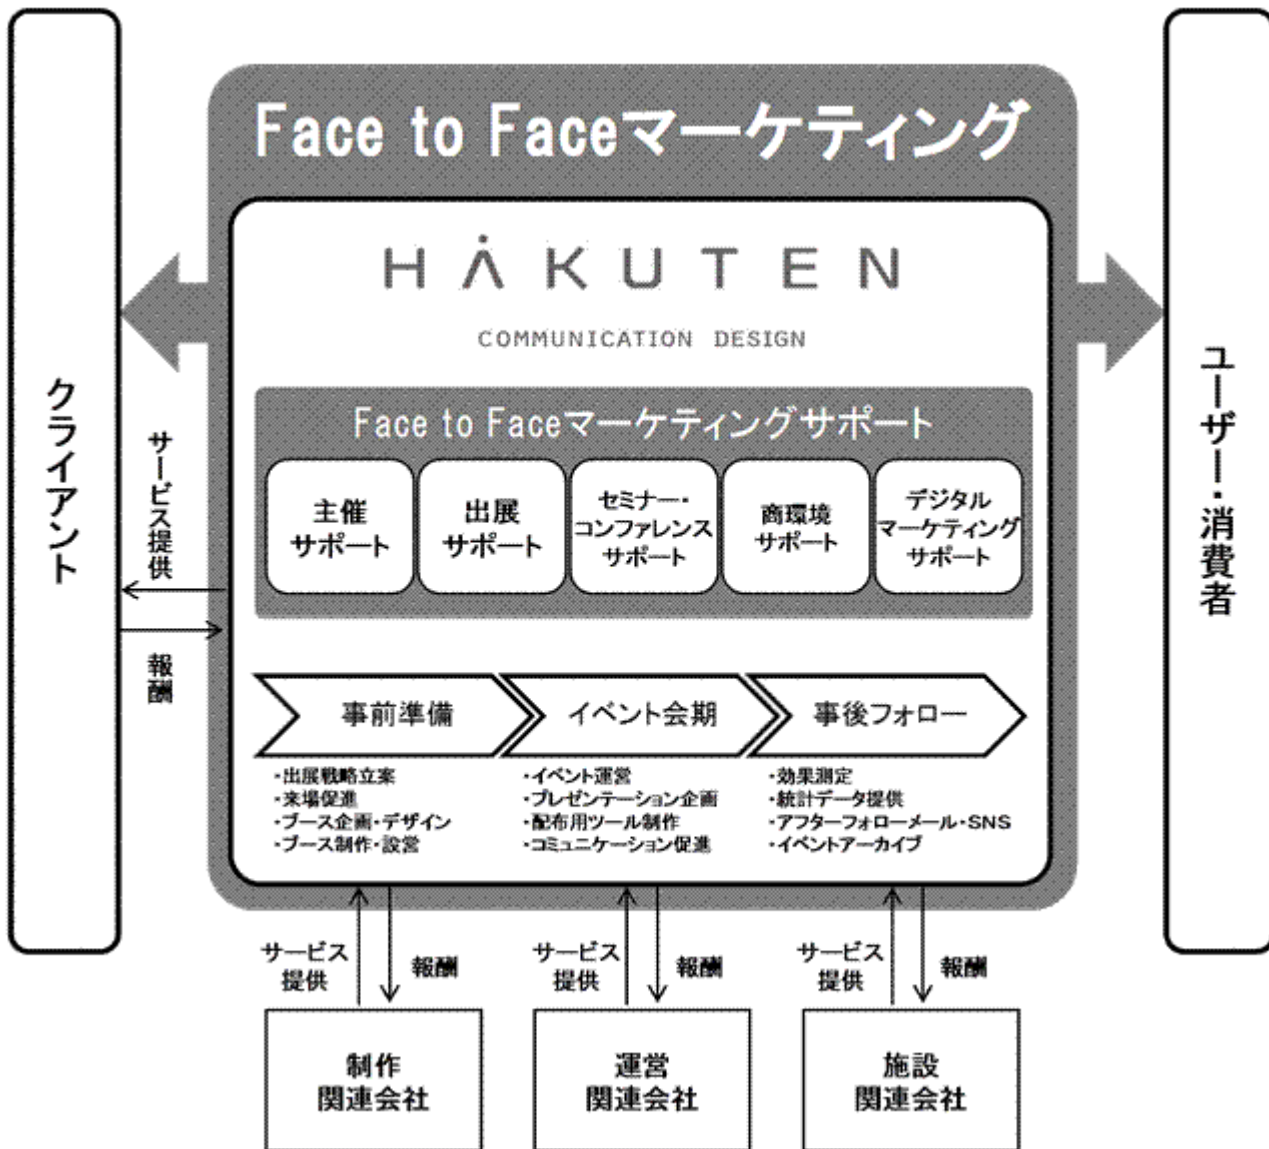 Face to Faceマーケティング
HAKUTEN
COMMUNICATION DESIGN
クライアント
サービス提供
報酬
Face to Faceマーケティングサポート
主催
サポート
出展
サポート
セミナー・
コンファレンス
サポート
商環境
サポート
デジタル
マーケティング
サポート
ユーザー・消費者
事前準備
イベント会期
事後フォロー
・出展戦略立案
・来場促進
・ブース企画・デザイン
・ブース制作・設営
・イベント運営
・プレゼンテーション企画
・配布用ツール制作
・コミュニケーション促進
・効果測定
・統計データ提供
・アフターフォローメール・SNS
・イベントアーカイブ
サービス
提供
報酬
サービス
提供
報酬
サービス
提供
報酬
制作
関連会社
運営
関連会社
施設
関連会社